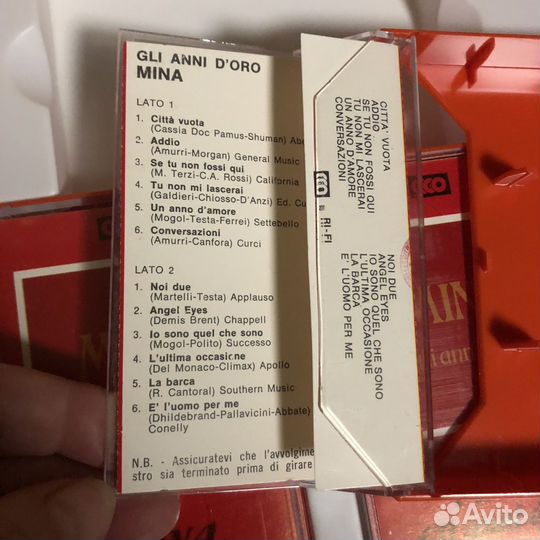 GLI ANNI D'ORO
MINA
LATO 1
1. Città vuota
(Cassia Doc Pamus-Shuman)
2. Addio
(Amurri-Morgan) General Music
3. Se tu non fossi qui
(M. Terzi-C.A. Rossi) California
4. Tu non mi lascerai
(Galdieri-Chiosso-D'Anzi) Ed.
5. Un anno d'amore
(Mogol-Testa-Ferrei) Settebello
6. Conversazioni
(Amurri-Canfora) Curci
LATO 2
1. Noi due
(Martelli-Testa) Applauso
2. Angel Eyes
(Demis Brent) Chappell
3. Io sono quel che sono
(Mogol-Polito) Successo
4. L'ultima occasione
(Del Monaco-Climax) Apollo
5. La barca
(R. Cantoral) Southern Music
6. E' l'uomo per me
(Dhildebrand-Pallavicini-Abbate)
Conelly
N.B. - Assicuratevi che l'avvolgime
stro sia terminato prima di girare
CITTA' VUOTA
ADDIO
SE TU NON FOSSI QUI
TU NON MI LASCERAI
UN ANNO D'AMORE
CONVERSAZIONI
RI-FI
NOI DUE
ANGEL EYES
IO SONO QUEL CHE SONO
L'ULTIMA OCCASIONE
LA BARCA
E' L'UOMO PER ME
Avito